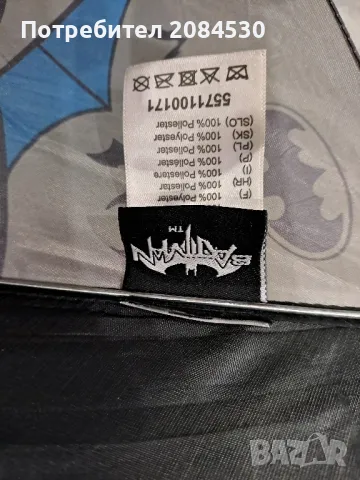 Потребител 2084530
(F) 100% Polyester
(HR) 100% Poliester
(I) 100% Poliestere
(P) 100% Poliéster
(PL) 100% Poliester
(SK) 100% Polyester
(SLO) 100% Poliester
5571100171
BATMAN
TM
BAZAR